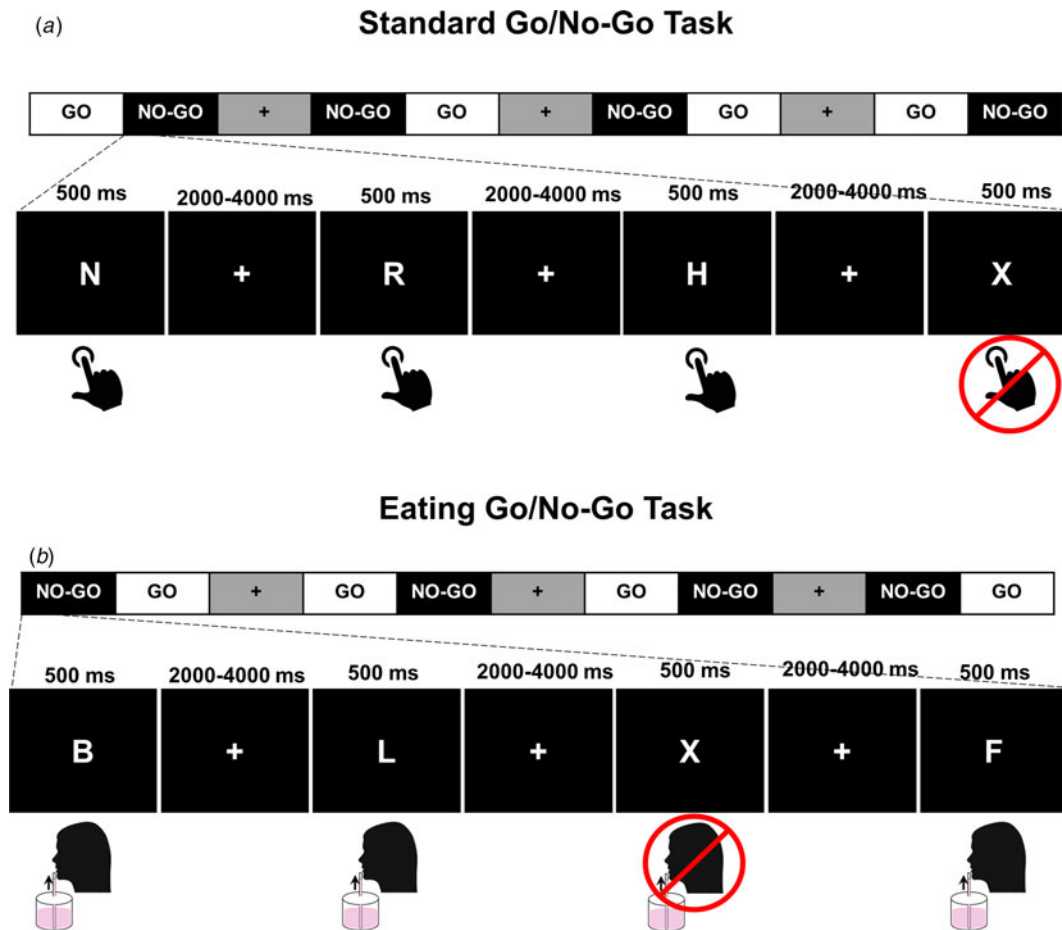 (a)
Standard Go/No-Go Task
GO NO-GO + NO-GO GO + NO-GO GO + GO NO-GO
500 ms 2000-4000 ms 500 ms 2000-4000 ms 500 ms 2000-4000 ms 500 ms
N + R + H + X
Eating Go/No-Go Task
(b)
NO-GO GO + GO NO-GO + GO NO-GO + NO-GO GO
500 ms 2000-4000 ms 500 ms 2000-4000 ms 500 ms 2000-4000 ms 500 ms
B + L + X + F